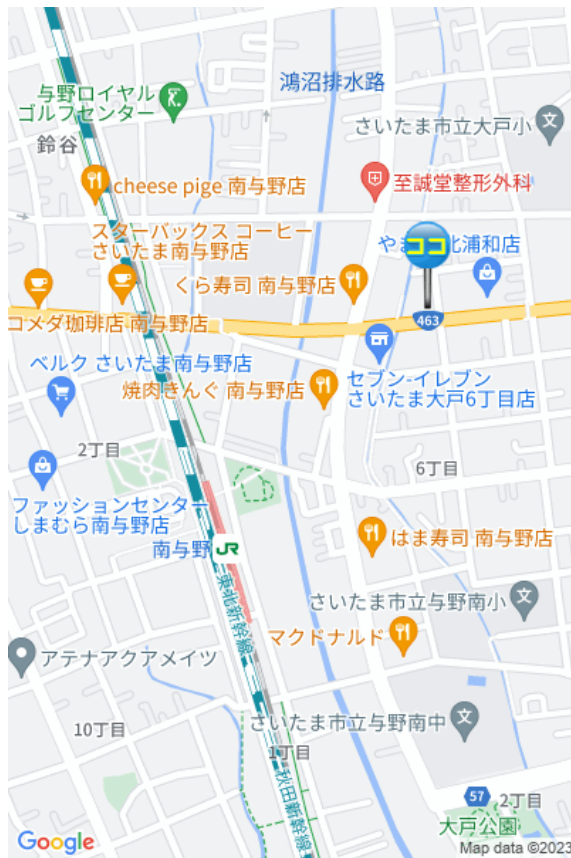 与野ロイヤル
ゴルフセンター
鴻沼排水路
さいたま市立大戸小
鈴谷
cheese pige 南与野店
至誠堂整形外科
スターバックス コーヒー
さいたま南与野店
ココ
北浦和店
くら寿司 南与野店
コメダ珈琲店 南与野店
463
ベルク さいたま南与野店
セブン-イレブン
さいたま大戸6丁目店
焼肉きんぐ 南与野店
2丁目
6丁目
ファッションセンター
しまむら南与野店
南与野
JR
はま寿司 南与野店
東北新幹線
さいたま市立与野南小
マクドナルド
アテナアクアメイツ
さいたま市立与野南中
10丁目
1丁目
秋田新幹線
57
2丁目
大戸公園
Google
Map data ©2023